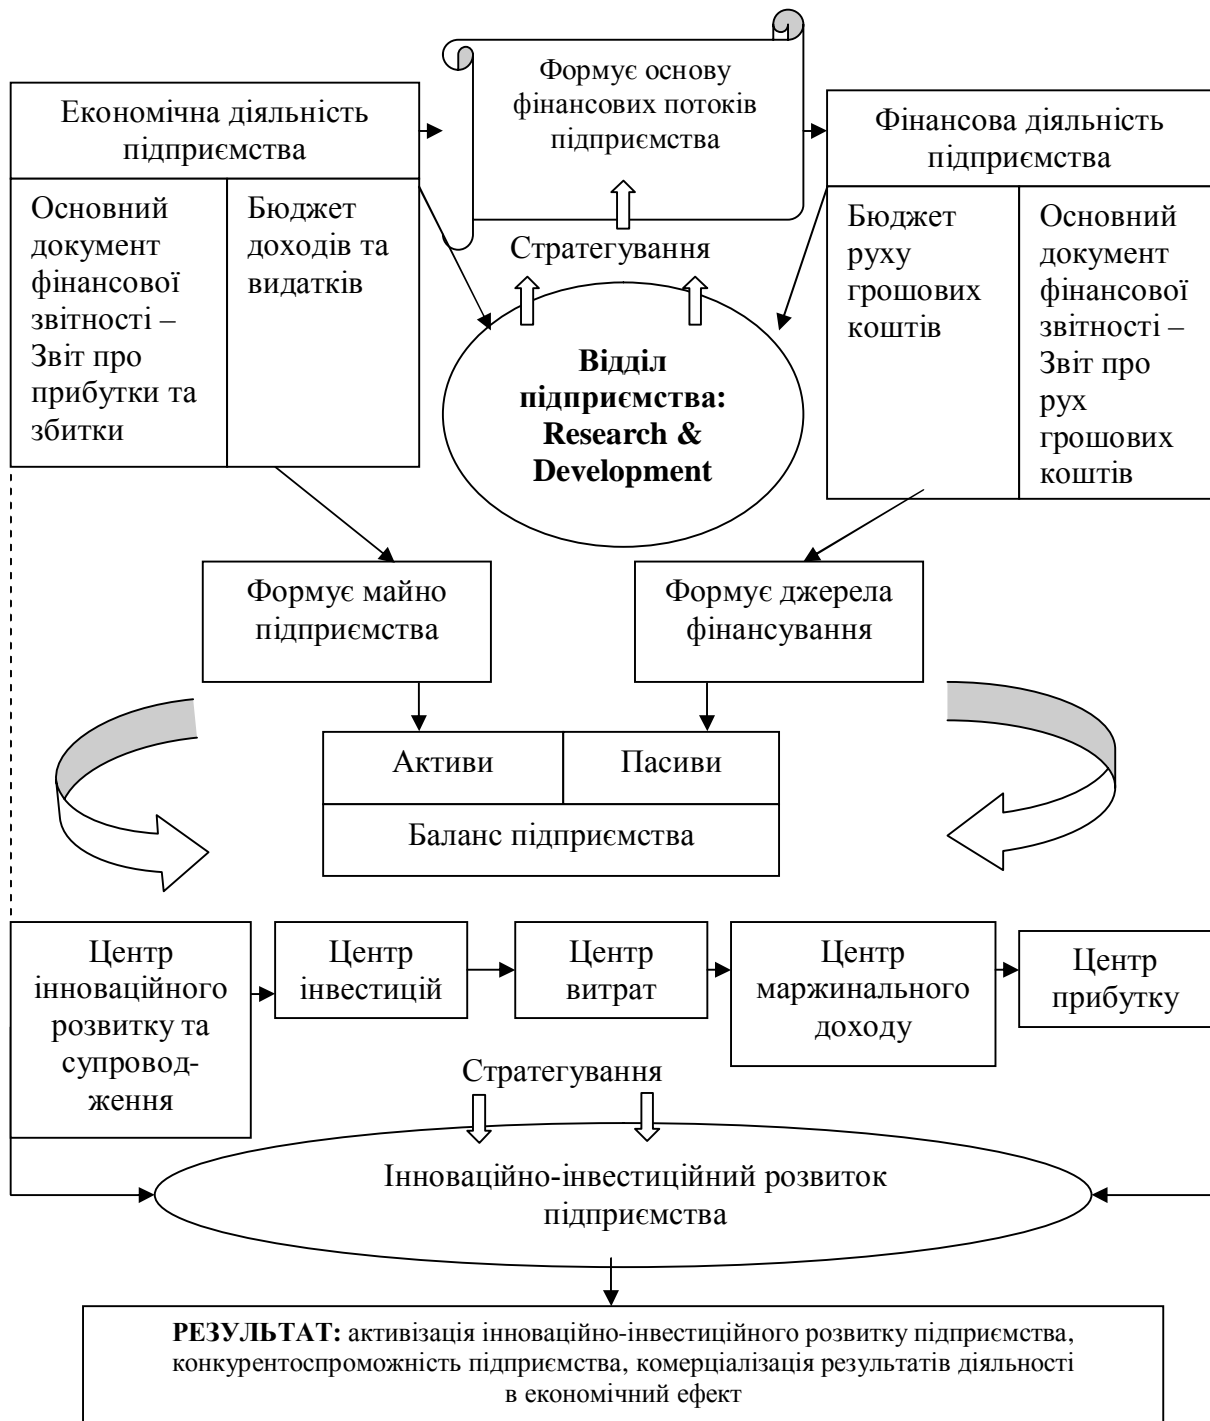 Формує основу
фінансових потоків
підприємства
Економічна діяльність
підприємства
Фінансова діяльність
підприємства
Основний
документ
фінансової
звітності –
Звіт про
прибутки та
збитки
Бюджет
доходів та
видатків
Стратегування
Бюджет
руху
грошових
коштів
Основний
документ
фінансової
звітності –
Звіт про
рух
грошових
коштів
Відділ
підприємства:
Research &
Development
Формує майно
підприємства
Формує джерела
фінансування
Активи
Пасиви
Баланс підприємства
Центр
інноваційного
розвитку та
супровод-
ження
Центр
інвестицій
Центр
витрат
Центр
маржинального
доходу
Центр
прибутку
Стратегування
Інноваційно-інвестиційний розвиток
підприємства
РЕЗУЛЬТАТ: активізація інноваційно-інвестиційного розвитку підприємства,
конкурентоспроможність підприємства, комерціалізація результатів діяльності
в економічний ефект